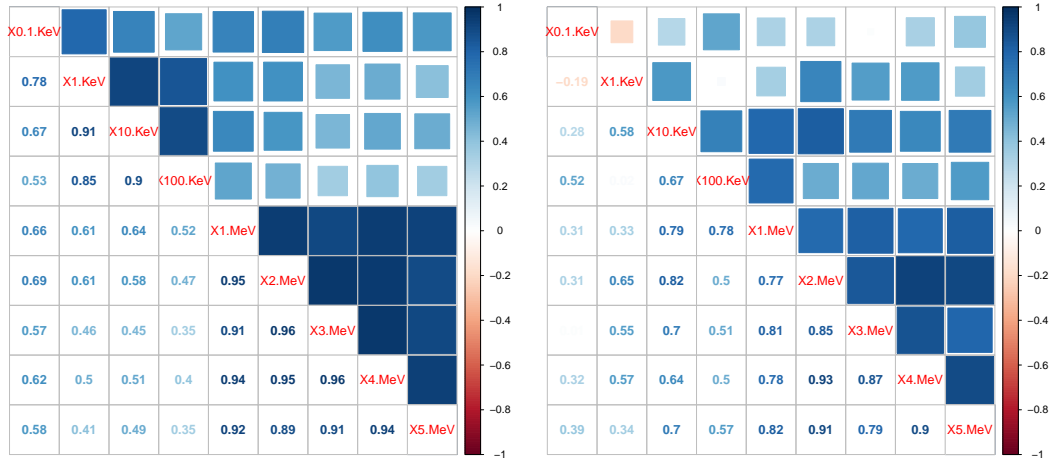 X0.1.KeV
0.78 X1.KeV
0.67 0.91 X10.KeV
0.53 0.85 0.9 X100.KeV
0.66 0.61 0.64 0.52 X1.MeV
0.69 0.61 0.58 0.47 0.95 X2.MeV
0.57 0.46 0.45 0.35 0.91 0.96 X3.MeV
0.62 0.5 0.51 0.4 0.94 0.95 0.96 X4.MeV
0.58 0.41 0.49 0.35 0.92 0.89 0.91 0.94 X5.MeV
1
0.8
0.6
0.4
0.2
0
−0.2
−0.4
−0.6
−0.8
−1
X0.1.KeV
−0.19 X1.KeV
0.28 0.58 X10.KeV
0.52 0.67 X100.KeV
0.31 0.33 0.79 0.78 X1.MeV
0.31 0.65 0.82 0.5 0.77 X2.MeV
0.55 0.7 0.51 0.81 0.85 X3.MeV
0.32 0.57 0.64 0.5 0.78 0.93 0.87 X4.MeV
0.39 0.34 0.7 0.57 0.82 0.91 0.79 0.9 X5.MeV
1
0.8
0.6
0.4
0.2
0
−0.2
−0.4
−0.6
−0.8
−1